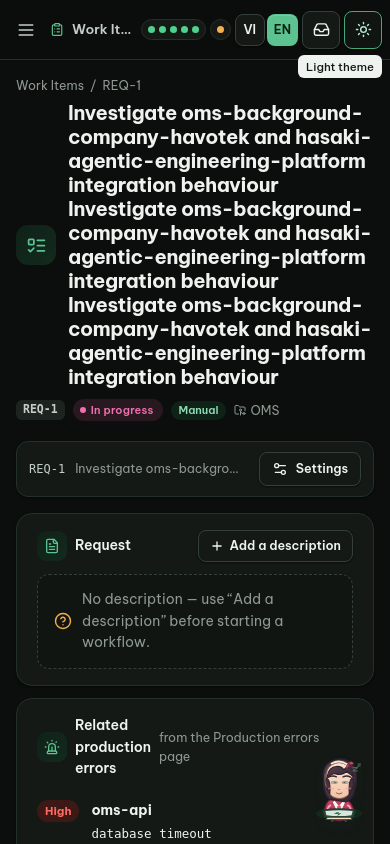 Work It...
VI
EN
Light theme
Work Items / REQ-1
Investigate oms-background-
company-havotek and hasaki-
agentic-engineering-platform
integration behaviour
Investigate oms-background-
company-havotek and hasaki-
agentic-engineering-platform
integration behaviour
Investigate oms-background-
company-havotek and hasaki-
agentic-engineering-platform
integration behaviour
REQ-1 In progress Manual OMS
REQ-1 Investigate oms-backgro... Settings
Request + Add a description
No description — use “Add a
description” before starting a
workflow.
Related
production
errors
from the Production errors
page
High oms-api
database timeout